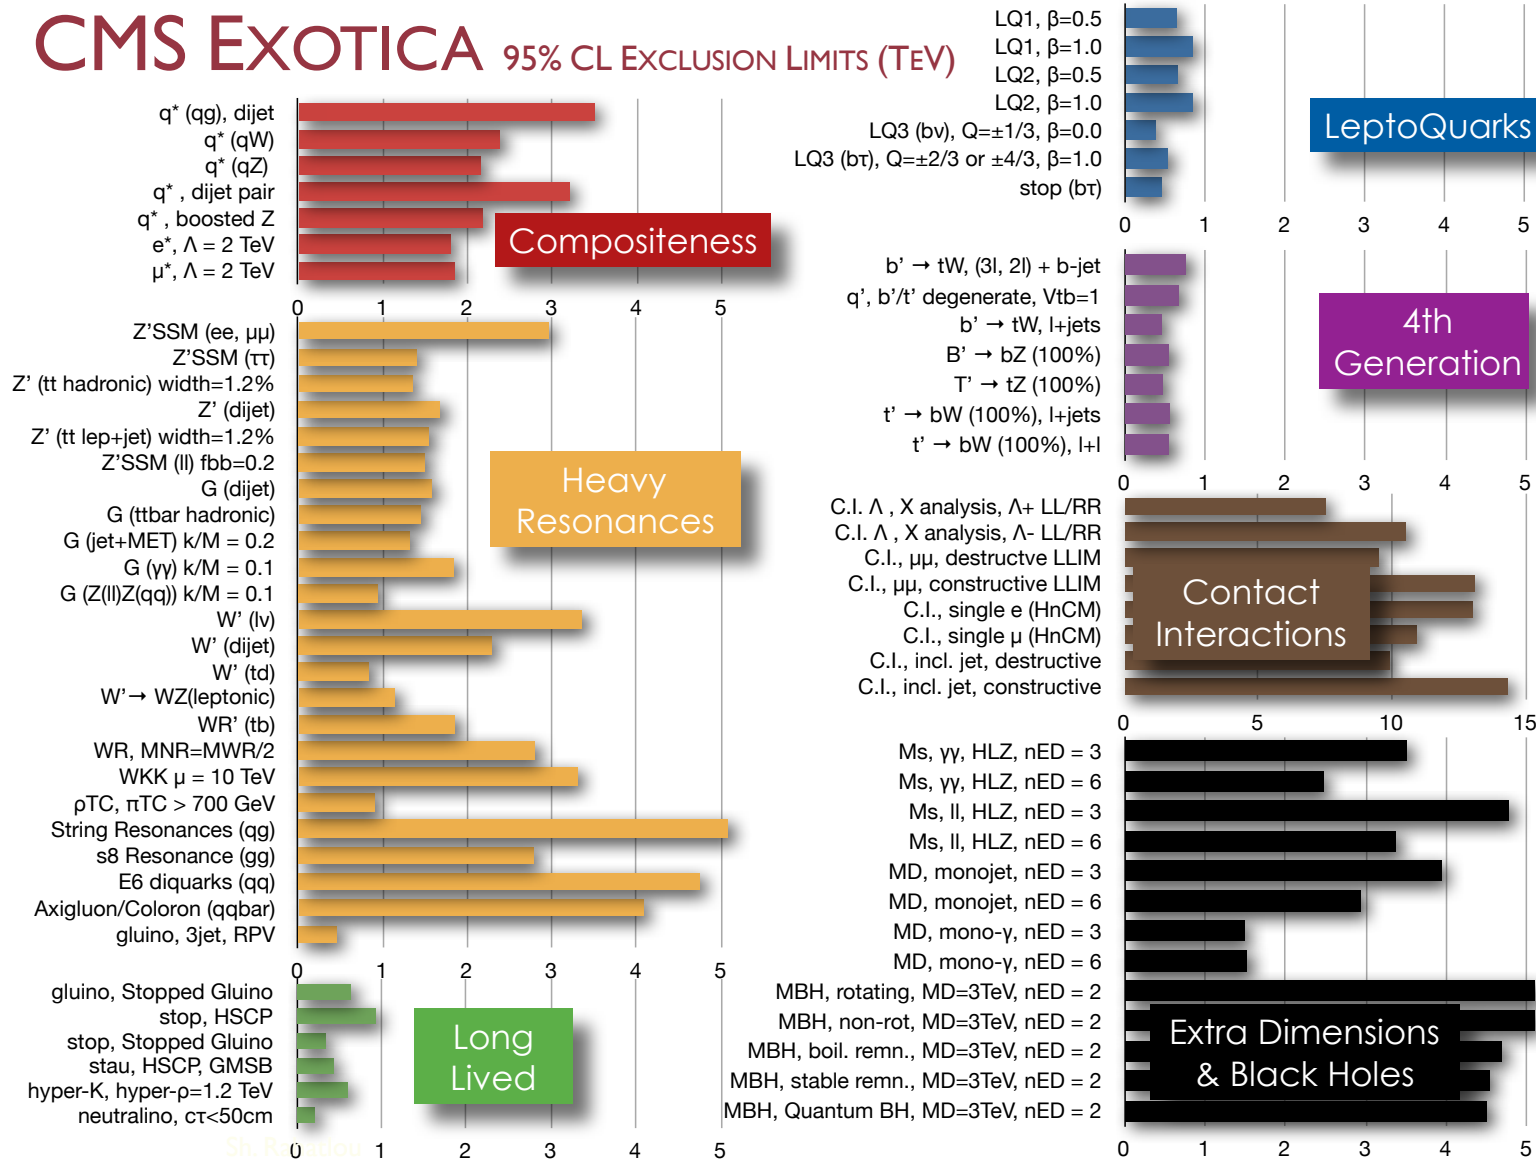 CMS EXOTICA 95% CL EXCLUSION LIMITS (TEV)
q* (qg), dijet
q* (qW)
q* (qZ)
q* , dijet pair
q* , boosted Z
e*, Λ = 2 TeV
μ*, Λ = 2 TeV
Compositeness
0 1 2 3 4 5
Z’SSM (ee, μμ)
Z’SSM (ττ)
Z’ (tt hadronic) width=1.2%
Z’ (dijet)
Z’ (tt lep+jet) width=1.2%
Z’SSM (ll) fbb=0.2
G (dijet)
G (ttbar hadronic)
G (jet+MET) k/M = 0.2
G (γγ) k/M = 0.1
G (Z(ll)Z(qq)) k/M = 0.1
W’ (lν)
W’ (dijet)
W’ (td)
W’→ WZ(leptonic)
WR’ (tb)
WR, MNR=MWR/2
WKK μ = 10 TeV
ρTC, πTC > 700 GeV
String Resonances (qg)
s8 Resonance (gg)
E6 diquarks (qq)
Axigluon/Coloron (qqbar)
gluino, 3jet, RPV
Heavy
Resonances
0 1 2 3 4 5
gluino, Stopped Gluino
stop, HSCP
stop, Stopped Gluino
stau, HSCP, GMSB
hyper-K, hyper-ρ=1.2 TeV
neutralino, cτ<50cm
Long
Lived
0 1 2 3 4 5
LQ1, β=0.5
LQ1, β=1.0
LQ2, β=0.5
LQ2, β=1.0
LQ3 (bν), Q=±1/3, β=0.0
LQ3 (bτ), Q=±2/3 or ±4/3, β=1.0
stop (bτ)
LeptoQuarks
0 1 2 3 4 5
b’ → tW, (3l, 2l) + b-jet
q’, b’/t’ degenerate, Vtb=1
b’ → tW, l+jets
B’ → bZ (100%)
T’ → tZ (100%)
t’ → bW (100%), l+jets
t’ → bW (100%), l+l
4th
Generation
0 1 2 3 4 5
C.I. Λ , X analysis, Λ+ LL/RR
C.I. Λ , X analysis, Λ- LL/RR
C.I., μμ, destructve LLIM
C.I., μμ, constructve LLIM
C.I., single e (HnCM)
C.I., single μ (HnCM)
C.I., incl. jet, destructive
C.I., incl. jet, constructive
Contact
Interactions
0 5 10 15
Ms, γγ, HLZ, nED = 3
Ms, γγ, HLZ, nED = 6
Ms, ll, HLZ, nED = 3
Ms, ll, HLZ, nED = 6
MD, monojet, nED = 3
MD, monojet, nED = 6
MD, mono-γ, nED = 3
MD, mono-γ, nED = 6
MBH, rotating, MD=3TeV, nED = 2
MBH, non-rot, MD=3TeV, nED = 2
MBH, boil. remn., MD=3TeV, nED = 2
MBH, stable remn., MD=3TeV, nED = 2
MBH, Quantum BH, MD=3TeV, nED = 2
Extra Dimensions
& Black Holes
0 1 2 3 4 5
Sh.